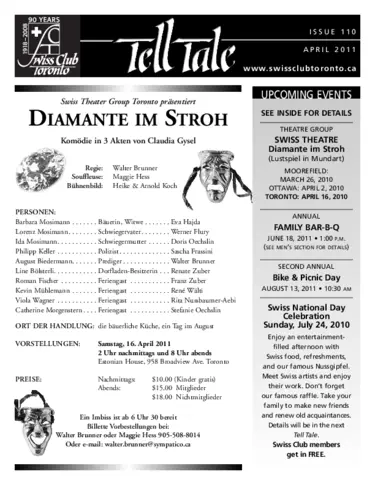 90 YEARS
1918–2008
Swiss Club
Toronto
Tell Tale
ISSUE 110
APRIL 2011
www.swissclubtoronto.ca
Swiss Theater Group Toronto präsentiert
DIAMANTE IM STROH
Komödie in 3 Akten von Claudia Gysel
Regie: Walter Brunner
Souffleuse: Maggie Hess
Bühnenbild: Heike & Arnold Koch
PERSONEN:
Barbara Mosimann . . . . . . . Bäuerin, Witwe . . . . . . Eva Hajda
Lorenz Mosimann. . . . . . . . Schwiegervater. . . . . . . Werner Flury
Ida Mosimann. . . . . . . . . . . Schwiegermutter . . . . . Doris Oechslin
Philipp Keller . . . . . . . . . . . Polizist. . . . . . . . . . . . . Sascha Frassini
August Biedermann. . . . . . . Prediger . . . . . . . . . . . . Walter Brunner
Line Bönzli. . . . . . . . . . . . Dorfladen-Besitzerin . . . Renate Zuber
Roman Fischer . . . . . . . . . . Feriengast . . . . . . . . . . Franz Zuber
Kevin Mühlemann . . . . . . . Feriengast . . . . . . . . . . René Wälti
Viola Wagner . . . . . . . . . . . Feriengast . . . . . . . . . . Rita Nussbaumer-Aebi
Catherine Morgenstern . . . . Feriengast . . . . . . . . . . Stefanie Oechslin
ORT DER HANDLUNG: die bäuerliche Küche, ein Tag im August
VORSTELLUNGEN: Samstag, 16. April 2011
2 Uhr nachmittags und 8 Uhr abends
Estonian House, 958 Broadview Ave. Toronto
PREISE: Nachmittags: $10.00 (Kinder gratis)
Abends: $15.00 Mitglieder
$18.00 Nichtmitglieder
Ein Imbiss ist ab 6 Uhr 30 bereit
Billette Vorbestellungen bei:
Walter Brunner oder Maggie Hess 905-508-8014
Oder e-mail: walter.brunner@sympatico.ca
UPCOMING EVENTS
SEE INSIDE FOR DETAILS
THEATRE GROUP
SWISS THEATRE
Diamante im Stroh
(Lustspiel in Mundart)
MOOREFIELD:
MARCH 26, 2010
OTTAWA: APRIL 2, 2010
TORONTO: APRIL 16, 2010
ANNUAL
FAMILY BAR-B-Q
JUNE 18, 2011 • 1:00 P.M.
(SEE MEN'S SECTION FOR DETAILS)
SECOND ANNUAL
Bike & Picnic Day
AUGUST 13, 2011 • 10:30 AM
Swiss National Day
Celebration
Sunday, July 24, 2010
Enjoy an entertainment-
filled afternoon with
Swiss food, refreshments,
and our famous Nussgipfel.
Meet Swiss artists and enjoy
their work. Don't forget
our famous raffle. Take your
family to make new friends
and renew old acquaintances.
Details will be in the next
Tell Tale.
Swiss Club members
get in FREE.